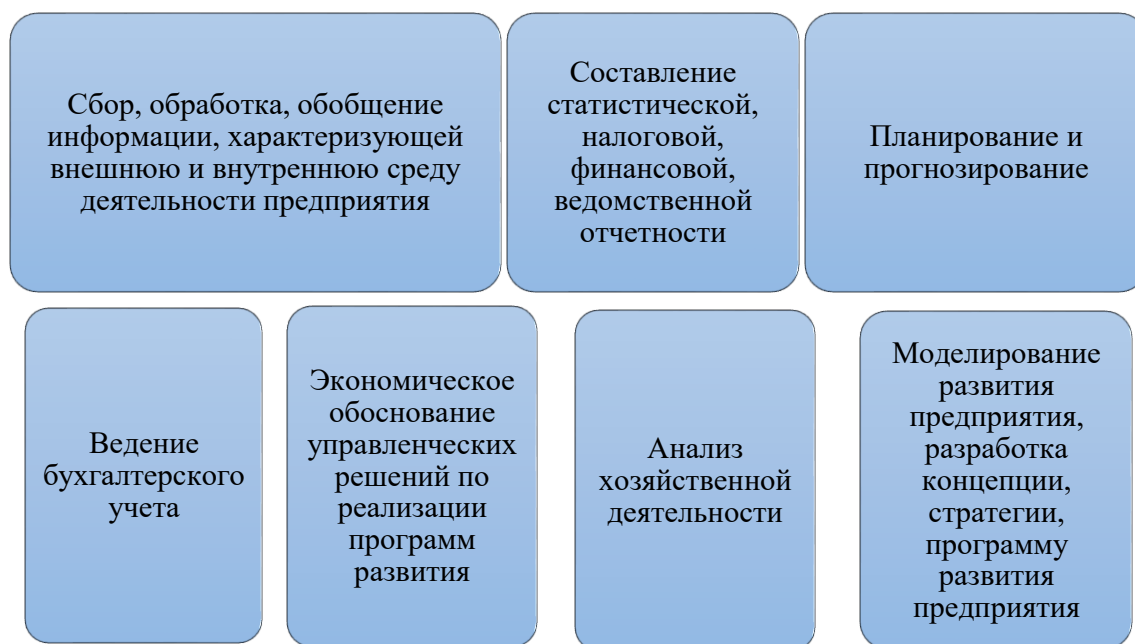 Сбор, обработка, обобщение
информации, характеризующей
внешнюю и внутреннюю среду
деятельности предприятия
Составление
статистической,
налоговой,
финансовой,
ведомственной
отчетности
Планирование и
прогнозирование
Ведение
бухгалтерского
учета
Экономическое
обоснование
управленческих
решений по
реализации
программ
развития
Анализ
хозяйственной
деятельности
Моделирование
развития
предприятия,
разработка
концепции,
стратегии,
программу
развития
предприятия